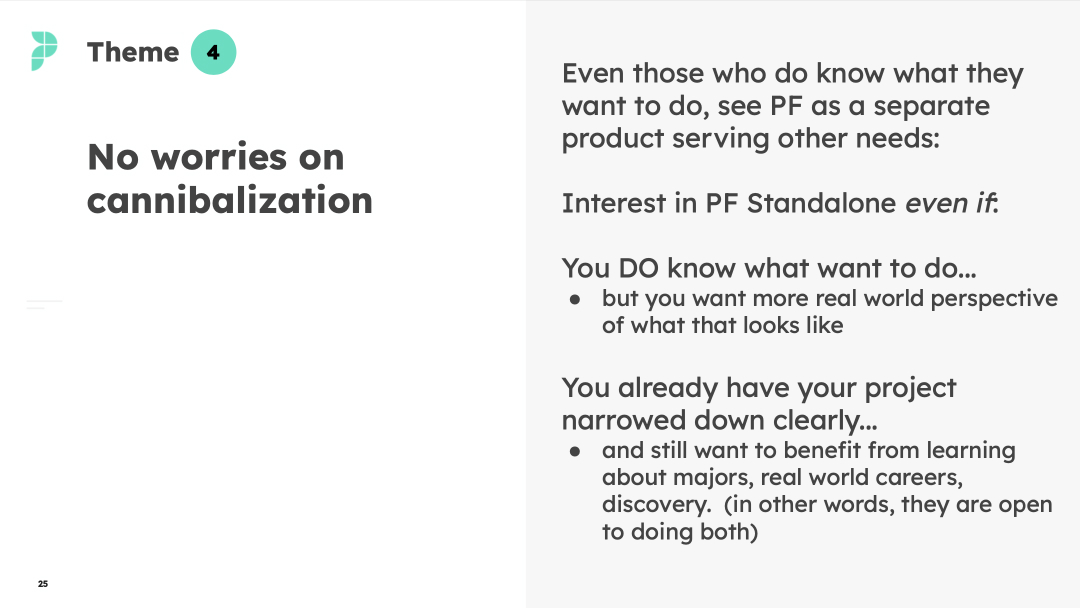 Theme 4
No worries on
cannibalization
Even those who do know what they
want to do, see PF as a separate
product serving other needs:
Interest in PF Standalone even if:
You DO know what want to do...
● but you want more real world perspective
of what that looks like
You already have your project
narrowed down clearly...
● and still want to benefit from learning
about majors, real world careers,
discovery.  (in other words, they are open
to doing both)
25